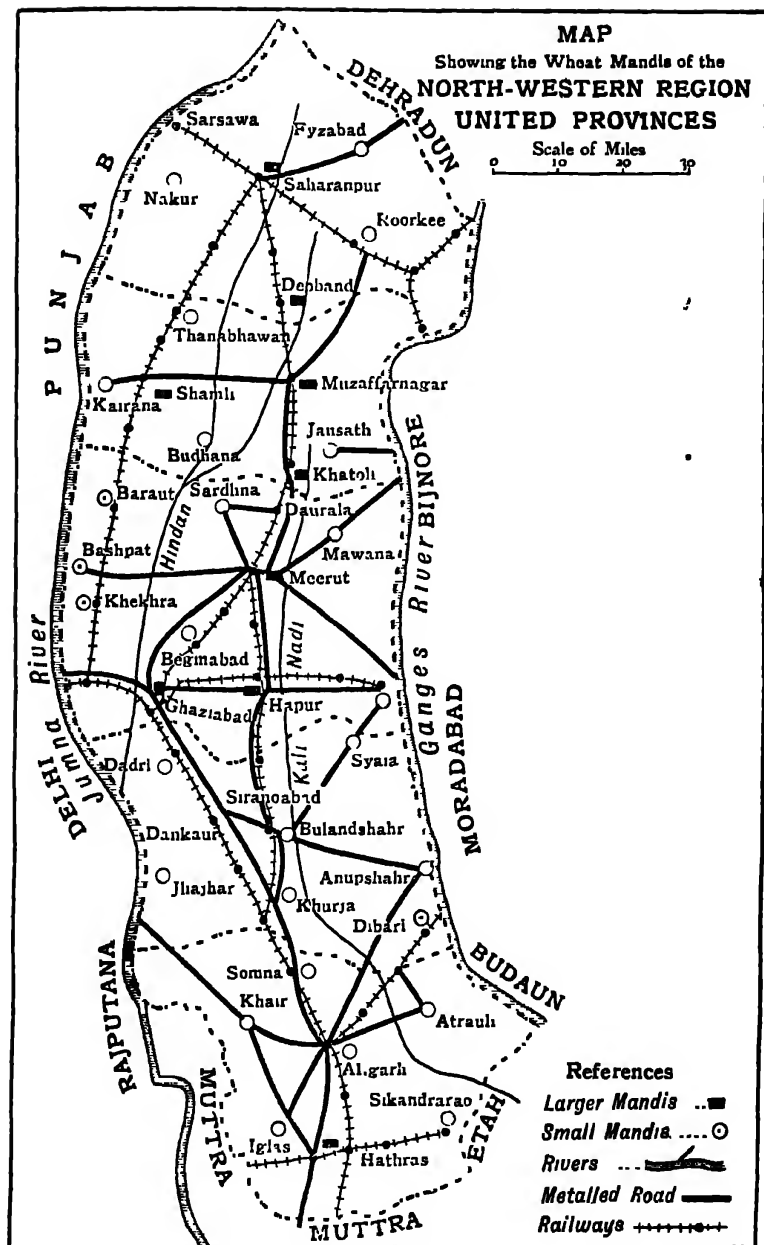 MAP
Showing the Wheat Mandis of the
NORTH-WESTERN REGION
UNITED PROVINCES
Scale of Miles
0 10 20 30
DEHRADUN
Sarsawa
Fyzabad
Nakur
Saharanpur
Roorkee
PUNJAB
Deoband
Thanabhawan
Kairana
Shamli
Muzaffarnagar
Budhana
Jansath
Khatoli
Baraut
Sardhna
Daurala
Hindan
Mawana
BIJNORE
Bashpat
Meerut
Khekhra
Ganges River
River
Begmabad
Nadi
Ghaziabad
Hapur
DELHI
Jumna
Dadri
Syana
Kali
MORADABAD
Bulandshahr
Dankaur
Anupshahr
Jhajhar
Khurja
Dibari
RAJPUTANA
Somna
BUDAUN
Khair
Atrauli
Aligarh
MUTTRA
Sikandrarao
ETAH
Iglas
Hathras
MUTTRA
References
Larger Mandis
Small Mandis
Rivers
Metalled Road
Railways